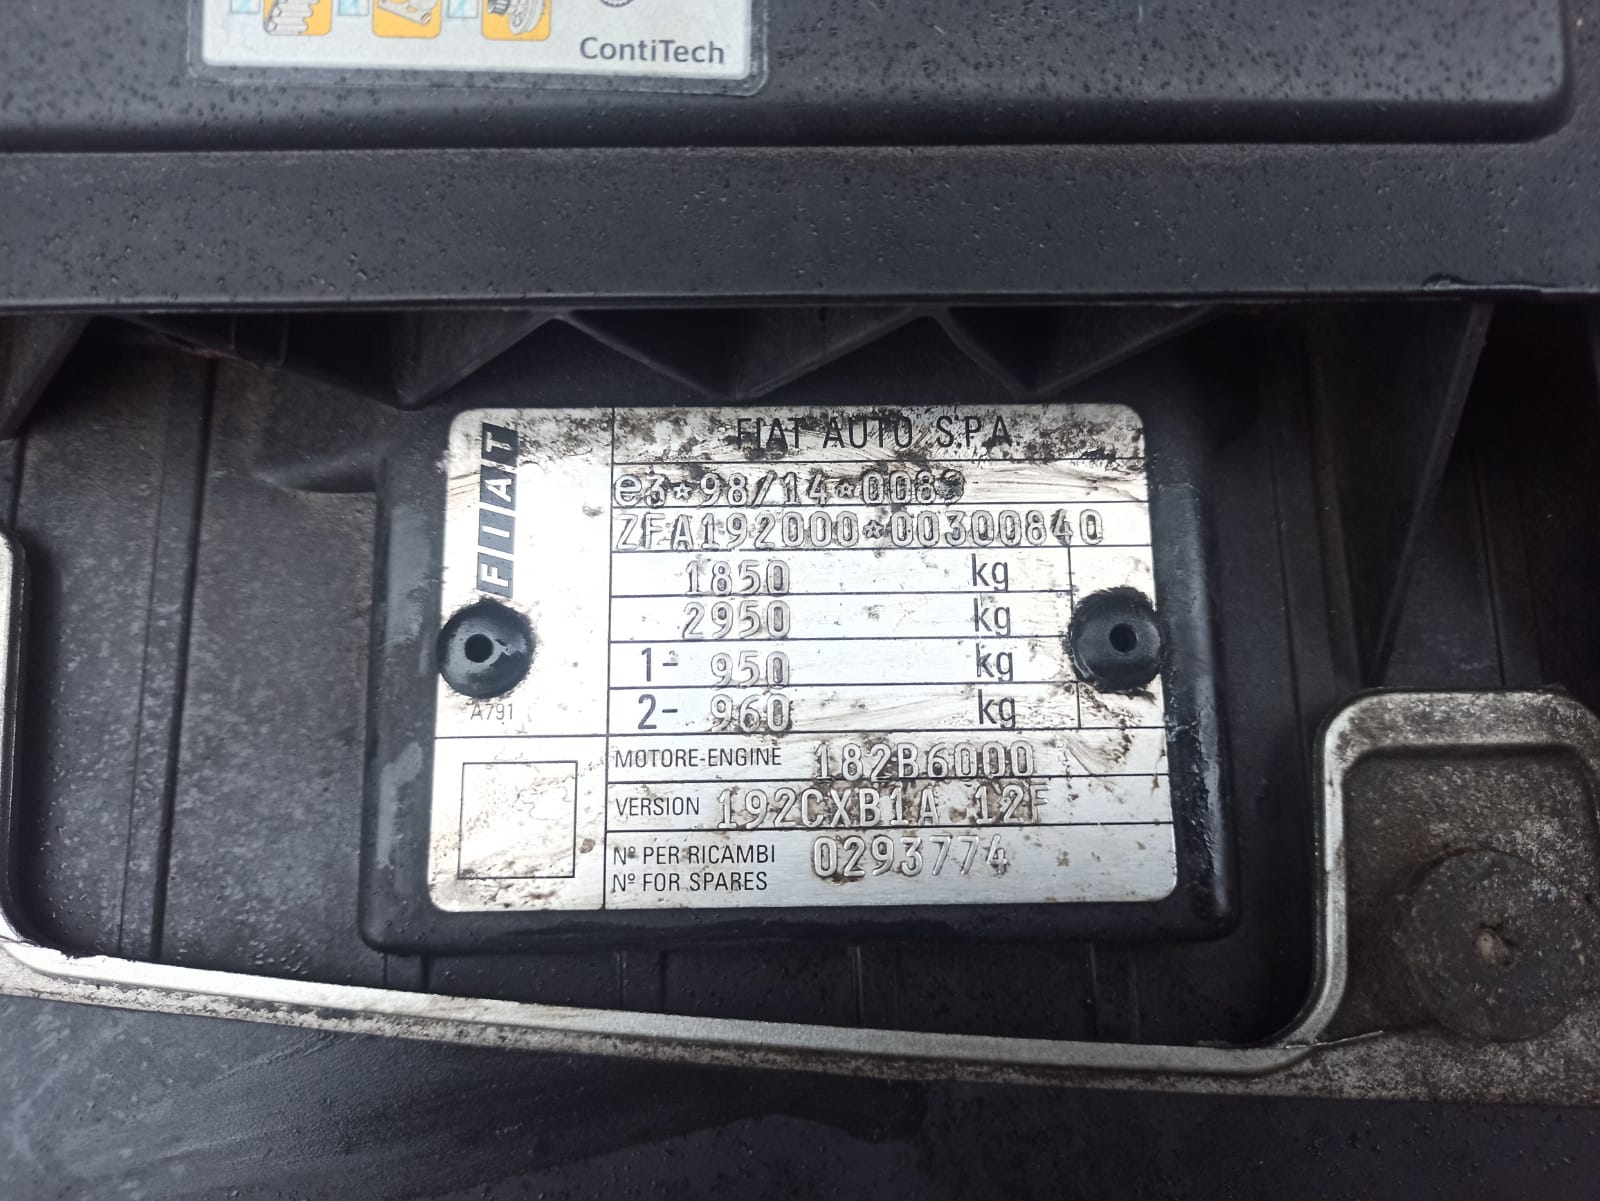 ContiTech
FIAT
FIAT AUTO S.P.A
e3*98/14*008
ZFA192000*00300840
1850 kg
2950 kg
1- 950 kg
2- 960 kg
A791
MOTORE-ENGINE 182B6000
VERSION 192CXB1A 12F
Nº PER RICAMBI 0293774
Nº FOR SPARES